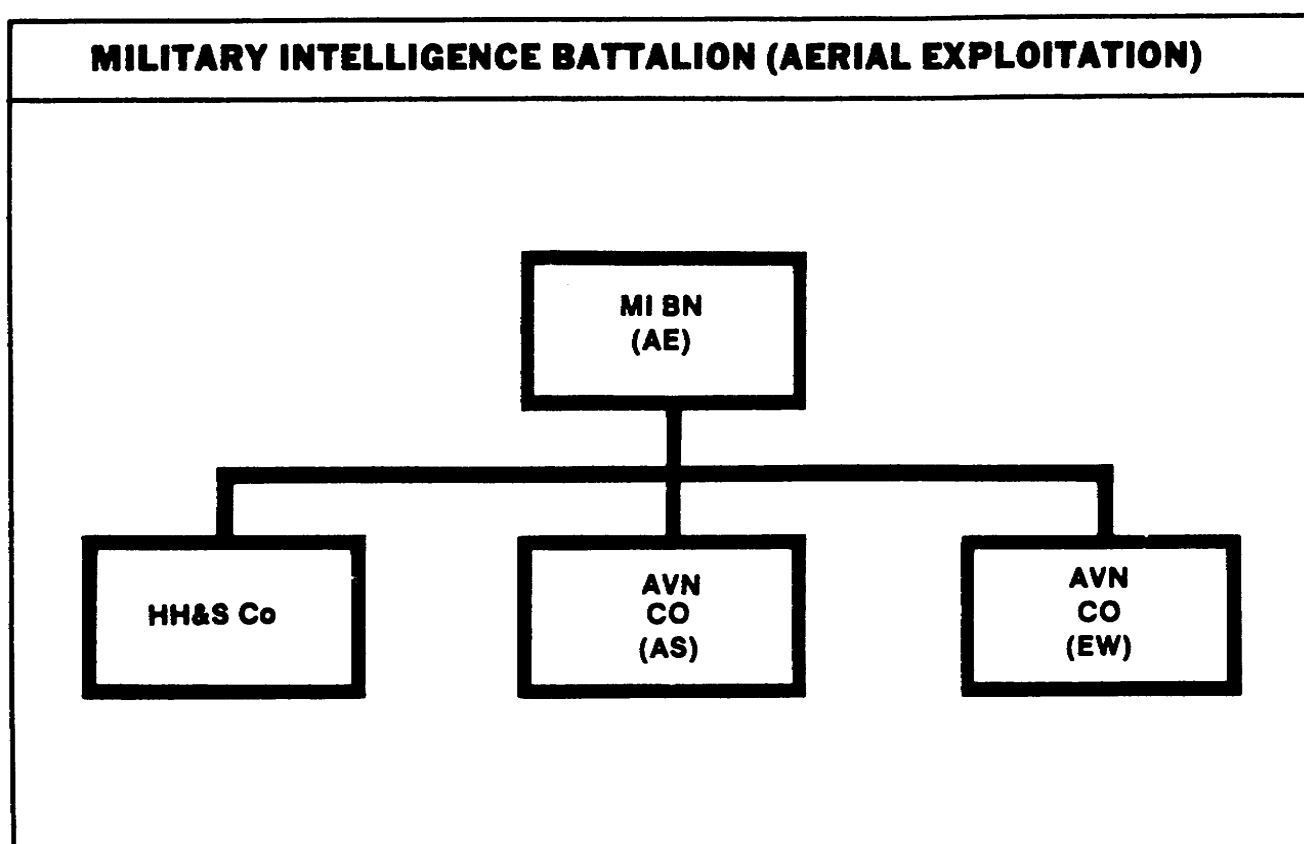 MILITARY INTELLIGENCE BATTALION (AERIAL EXPLOITATION)
MI BN
(AE)
HH&S Co
AVN
CO
(AS)
AVN
CO
(EW)